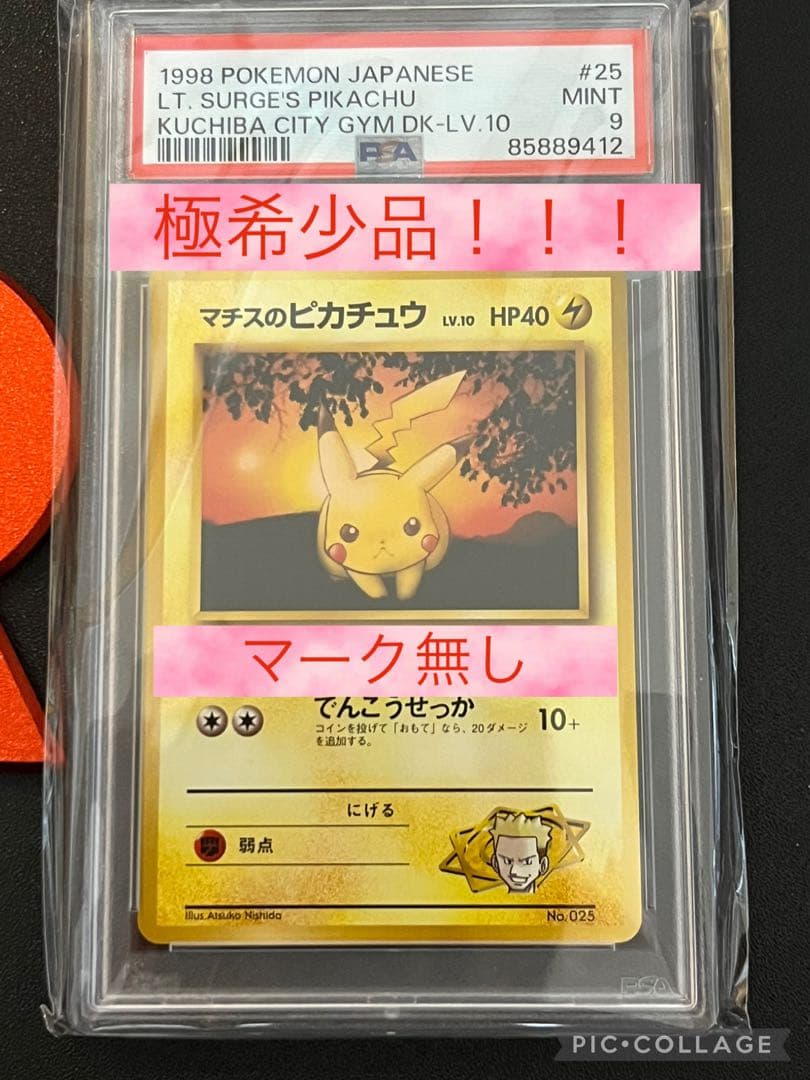 1998 POKEMON JAPANESE #25
LT. SURGE'S PIKACHU MINT
KUCHIBA CITY GYM DK-LV.10 9
PSA 85889412
極希少品！！！
マチスのピカチュウ LV.10 HP40
マーク無し
でんこうせっか 10+
コインを投げて「おもて」なら、20ダメージ
を追加する。
にげる
弱点
Illus.Atsuko Nishida No.025
PSA
PIC•COLLAGE